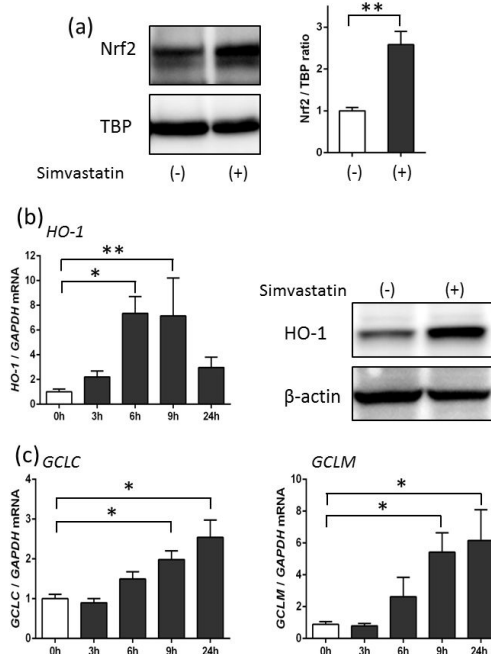 (a)
Nrf2
TBP
Simvastatin (-) (+)
**
Nrf2 / TBP ratio
3
2
1
0
(-) (+)
(b)
HO-1
HO-1 / GAPDH mRNA
12
10
8
6
4
2
0
** 
*
0h 3h 6h 9h 24h
Simvastatin (-) (+)
HO-1
β-actin
(c)
GCLC
GCLC / GAPDH mRNA
4
3
2
1
0
*
*
0h 3h 6h 9h 24h
GCLM
GCLM / GAPDH mRNA
10
8
6
4
2
0
*
*
0h 3h 6h 9h 24h